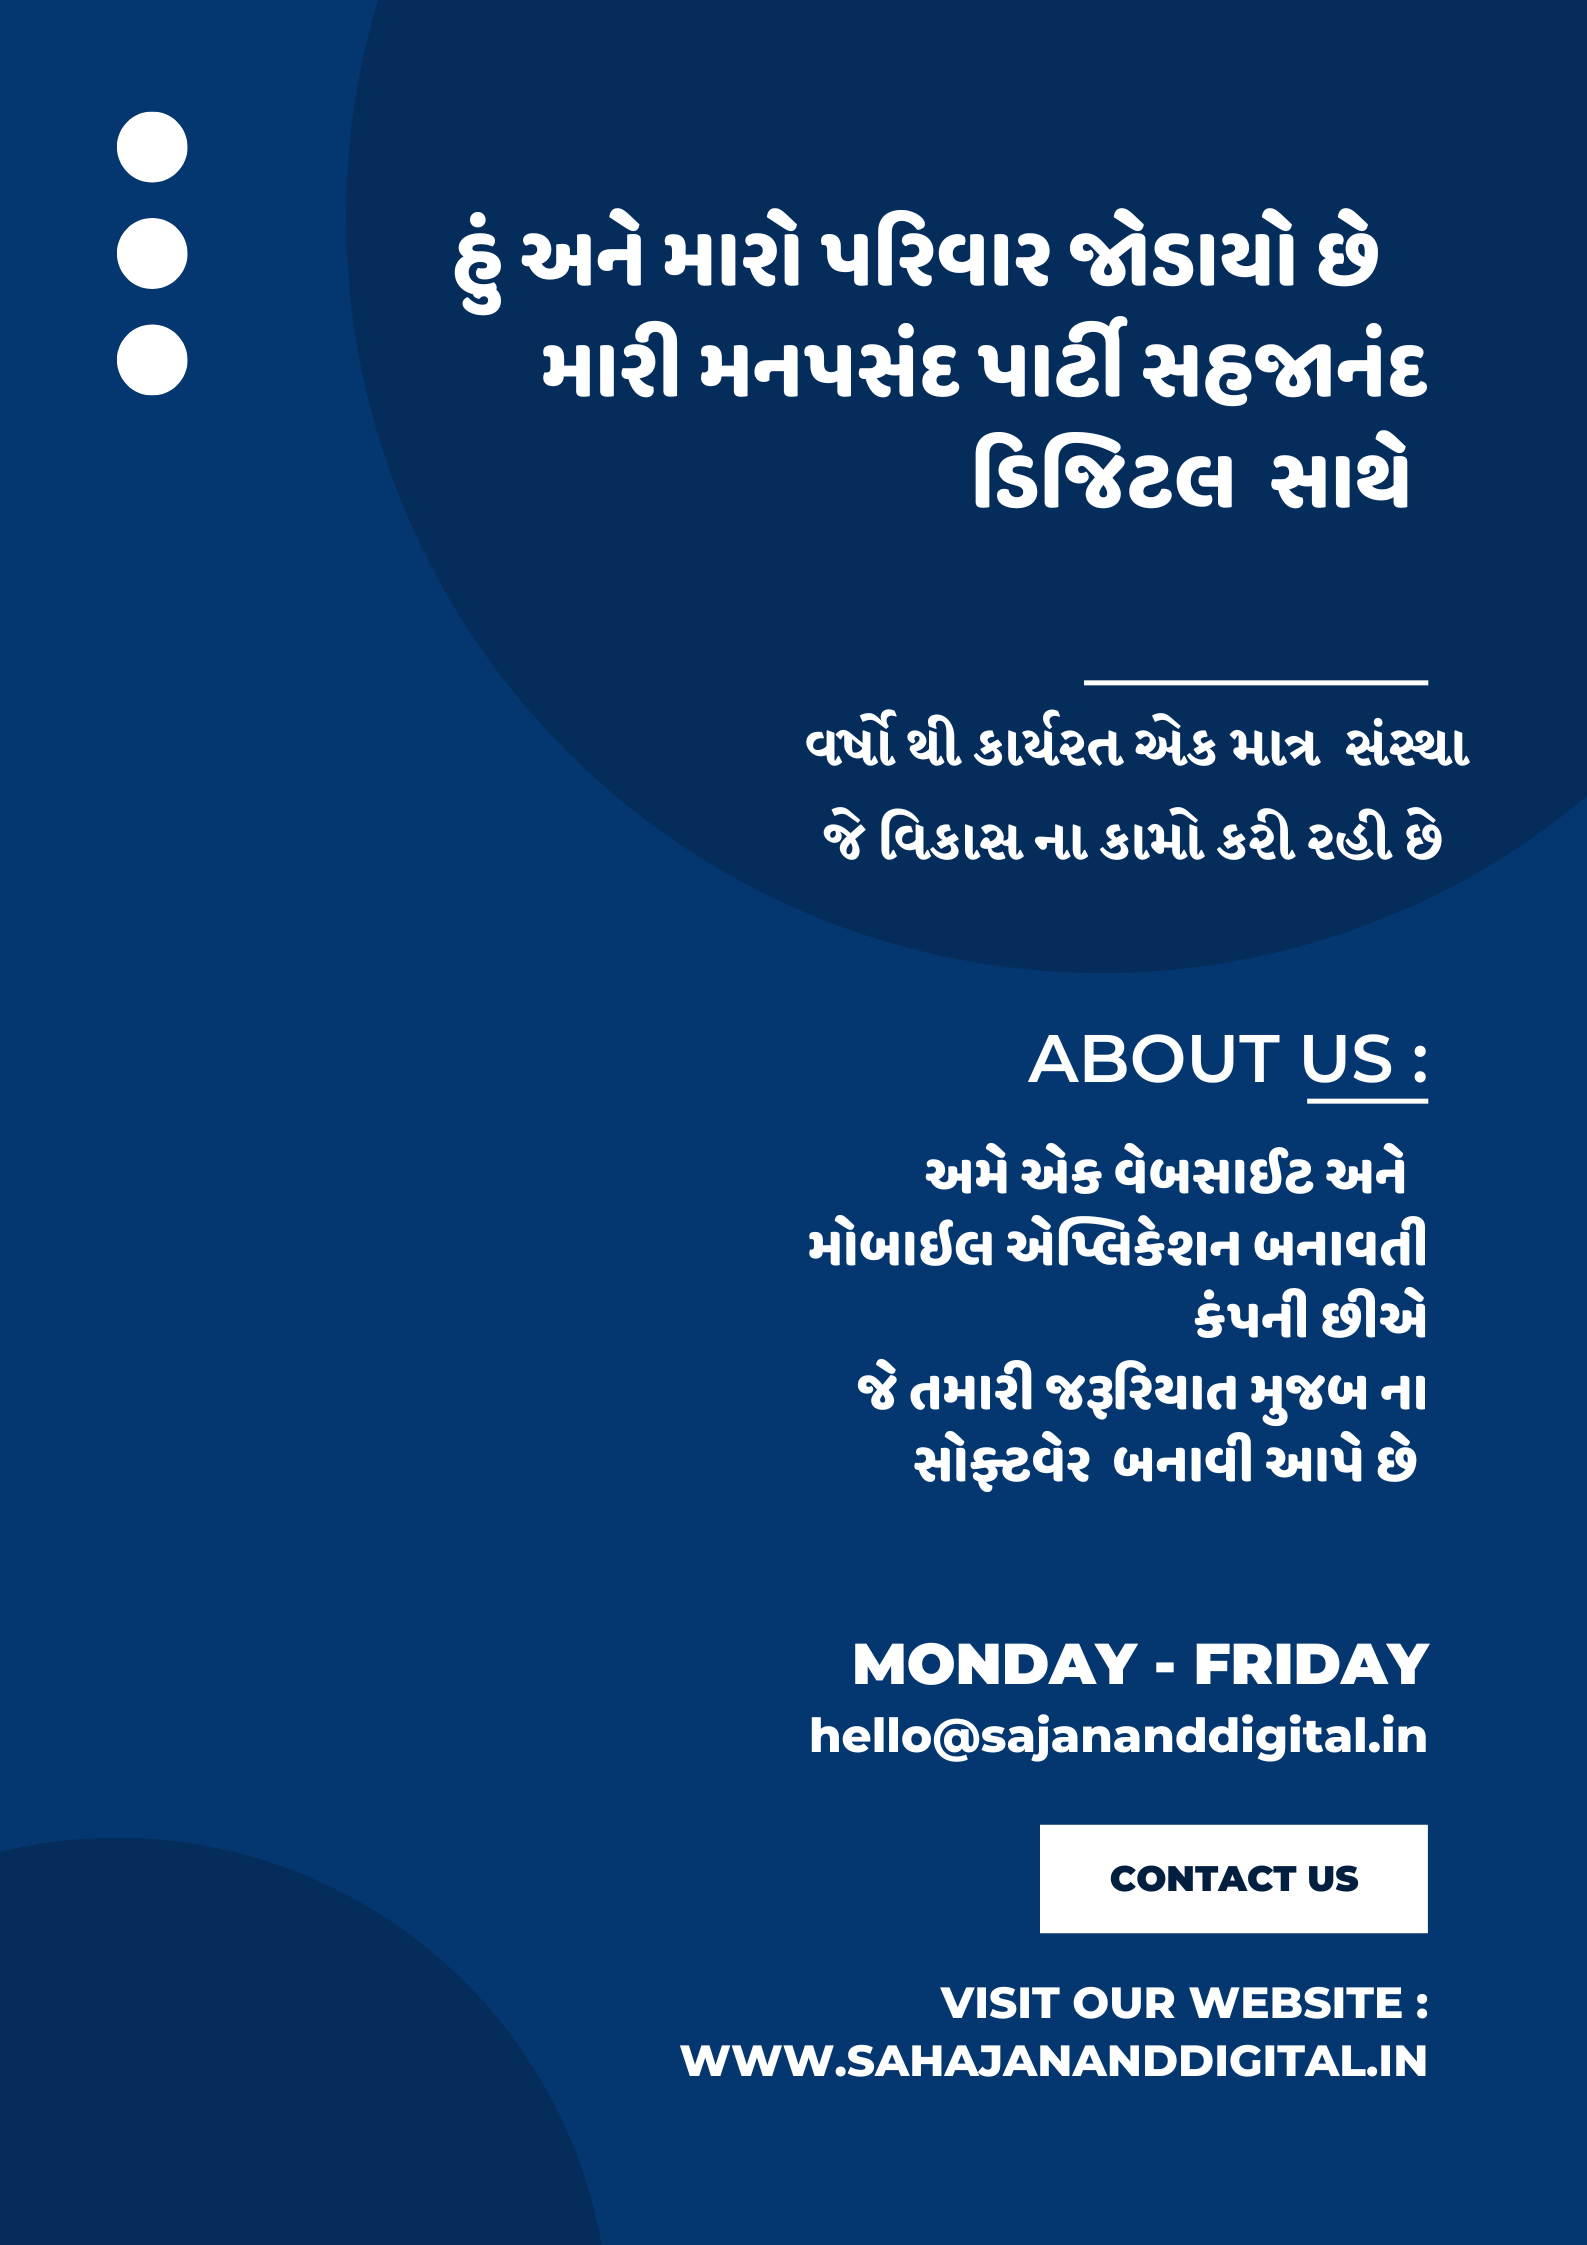 હું અને મારો પરિવાર જોડાયો છે
મારી મનપસંદ પાર્ટી સહજાનંદ
ડિજિટલ સાથે
વર્ષો થી કાર્યરત એક માત્ર સંસ્થા
જે વિકાસ ના કામો કરી રહી છે
ABOUT US :
અમે એક વેબસાઈટ અને
મોબાઇલ એપ્લિકેશન બનાવતી
કંપની છીએ
જે તમારી જરૂરિયાત મુજબ ના
સોફ્ટવેર બનાવી આપે છે
MONDAY - FRIDAY
hello@sajananddigital.in
CONTACT US
VISIT OUR WEBSITE :
WWW.SAHAJANANDDIGITAL.IN